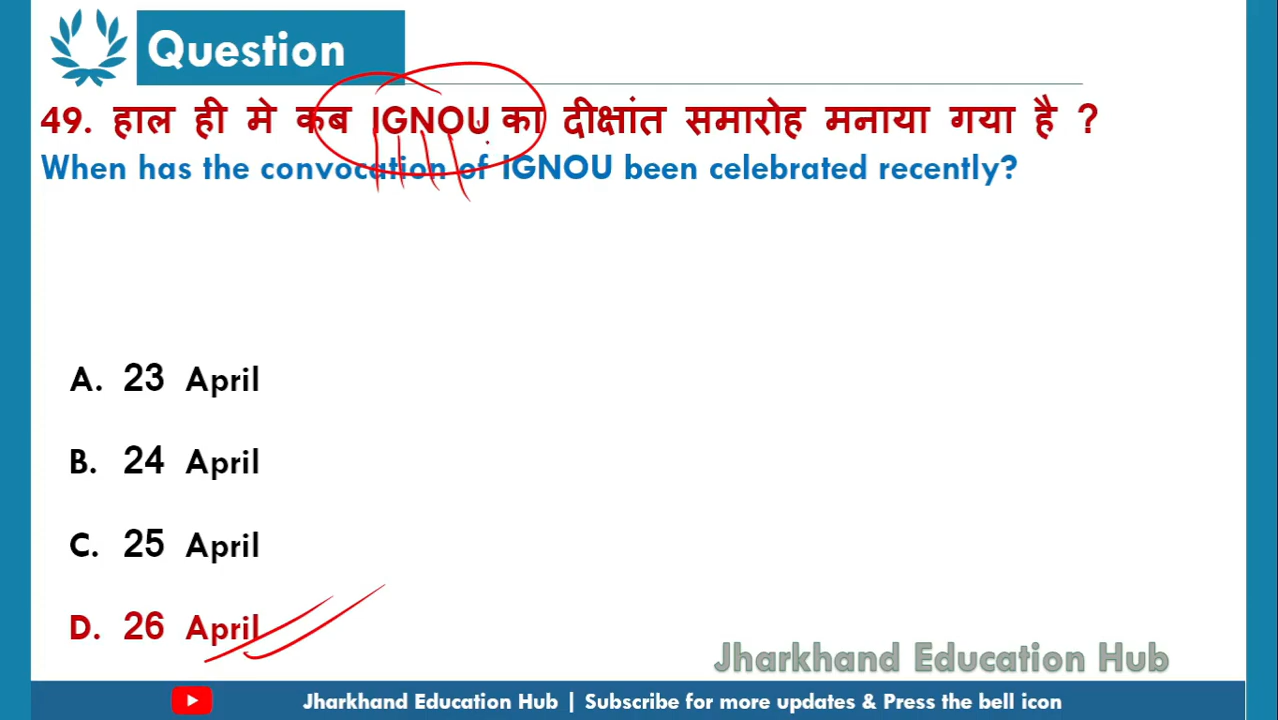 Question
49. हाल ही मे कब IGNOU का दीक्षांत समारोह मनाया गया है ?
When has the convocation of IGNOU been celebrated recently?
A. 23 April
B. 24 April
C. 25 April
D. 26 April
Jharkhand Education Hub
Jharkhand Education Hub | Subscribe for more updates & Press the bell icon